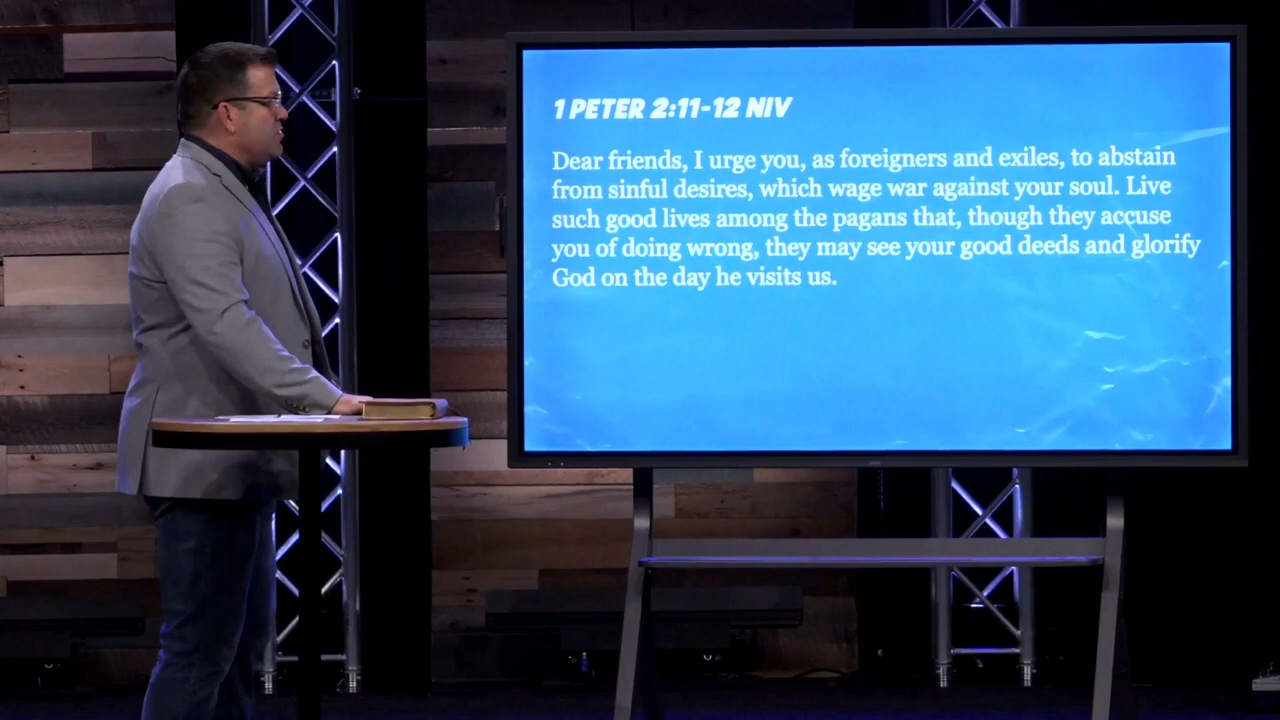 1 PETER 2:11-12 NIV
Dear friends, I urge you, as foreigners and exiles, to abstain
from sinful desires, which wage war against your soul. Live
such good lives among the pagans that, though they accuse
you of doing wrong, they may see your good deeds and glorify
God on the day he visits us.